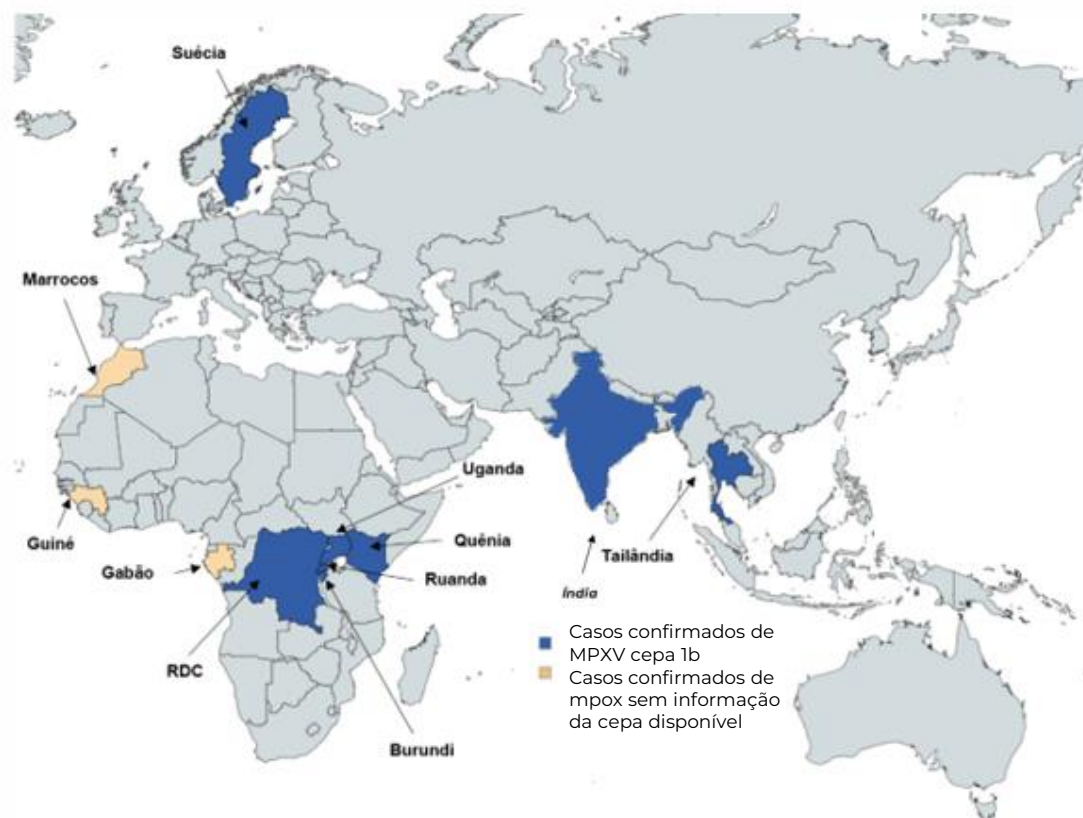 Suécia
Marrocos
Uganda
Guiné
Quênia
Tailândia
Gabão
Ruanda
Índia
RDC
Burundi
Casos confirmados de
MPXV cepa 1b
Casos confirmados de
mpox sem informação
da cepa disponível